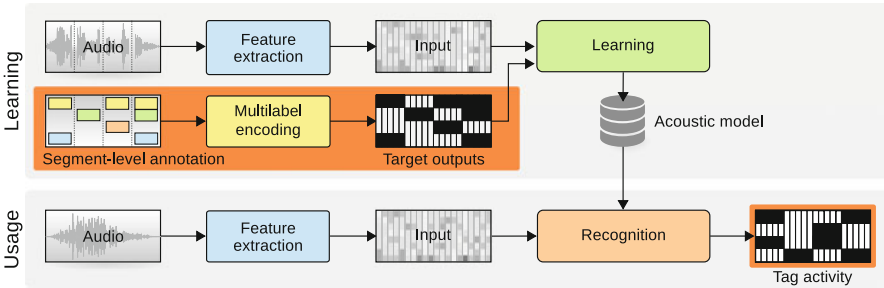 Learning
Audio
Feature
extraction
Input
Learning
Segment-level annotation
Multilabel
encoding
Target outputs
Acoustic model
Usage
Audio
Feature
extraction
Input
Recognition
Tag activity